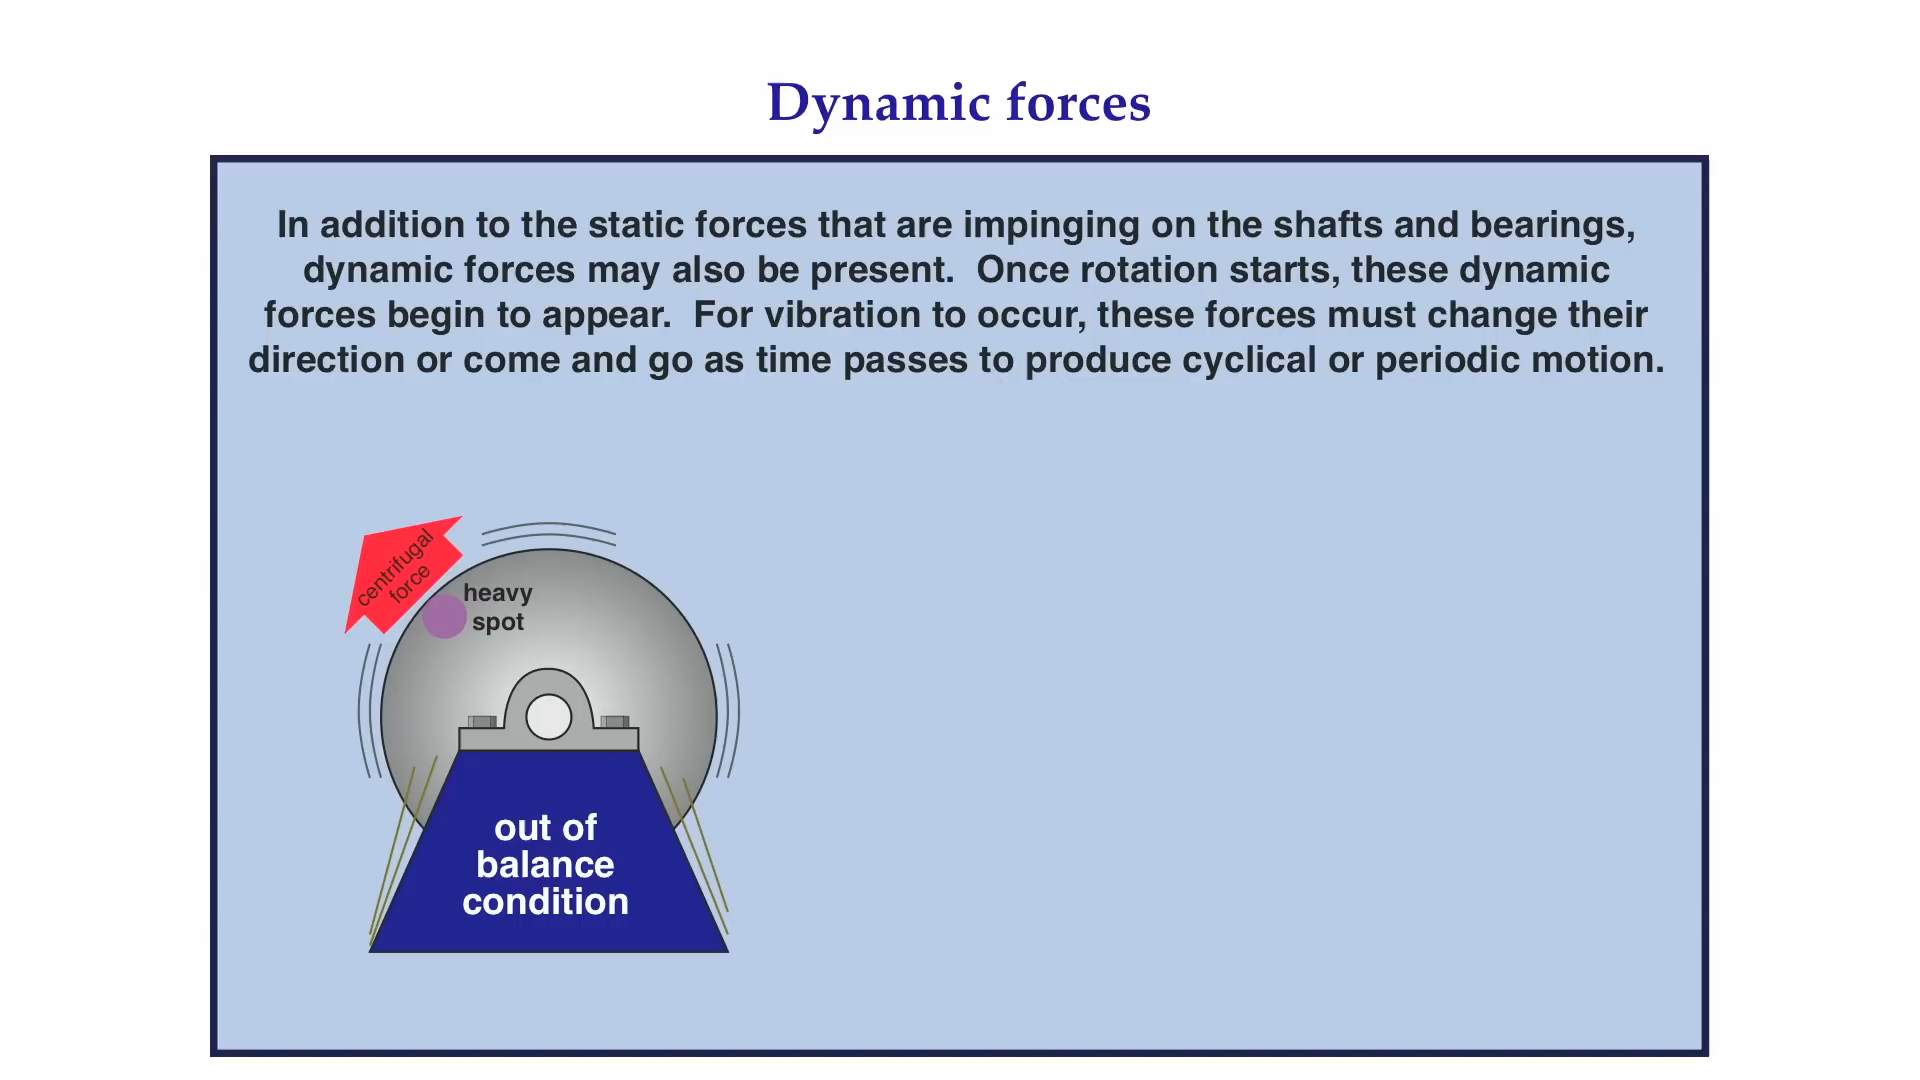 Dynamic forces
In addition to the static forces that are impinging on the shafts and bearings,
dynamic forces may also be present.  Once rotation starts, these dynamic
forces begin to appear.  For vibration to occur, these forces must change their
direction or come and go as time passes to produce cyclical or periodic motion.
centrifugal
force
heavy
spot
out of
balance
condition